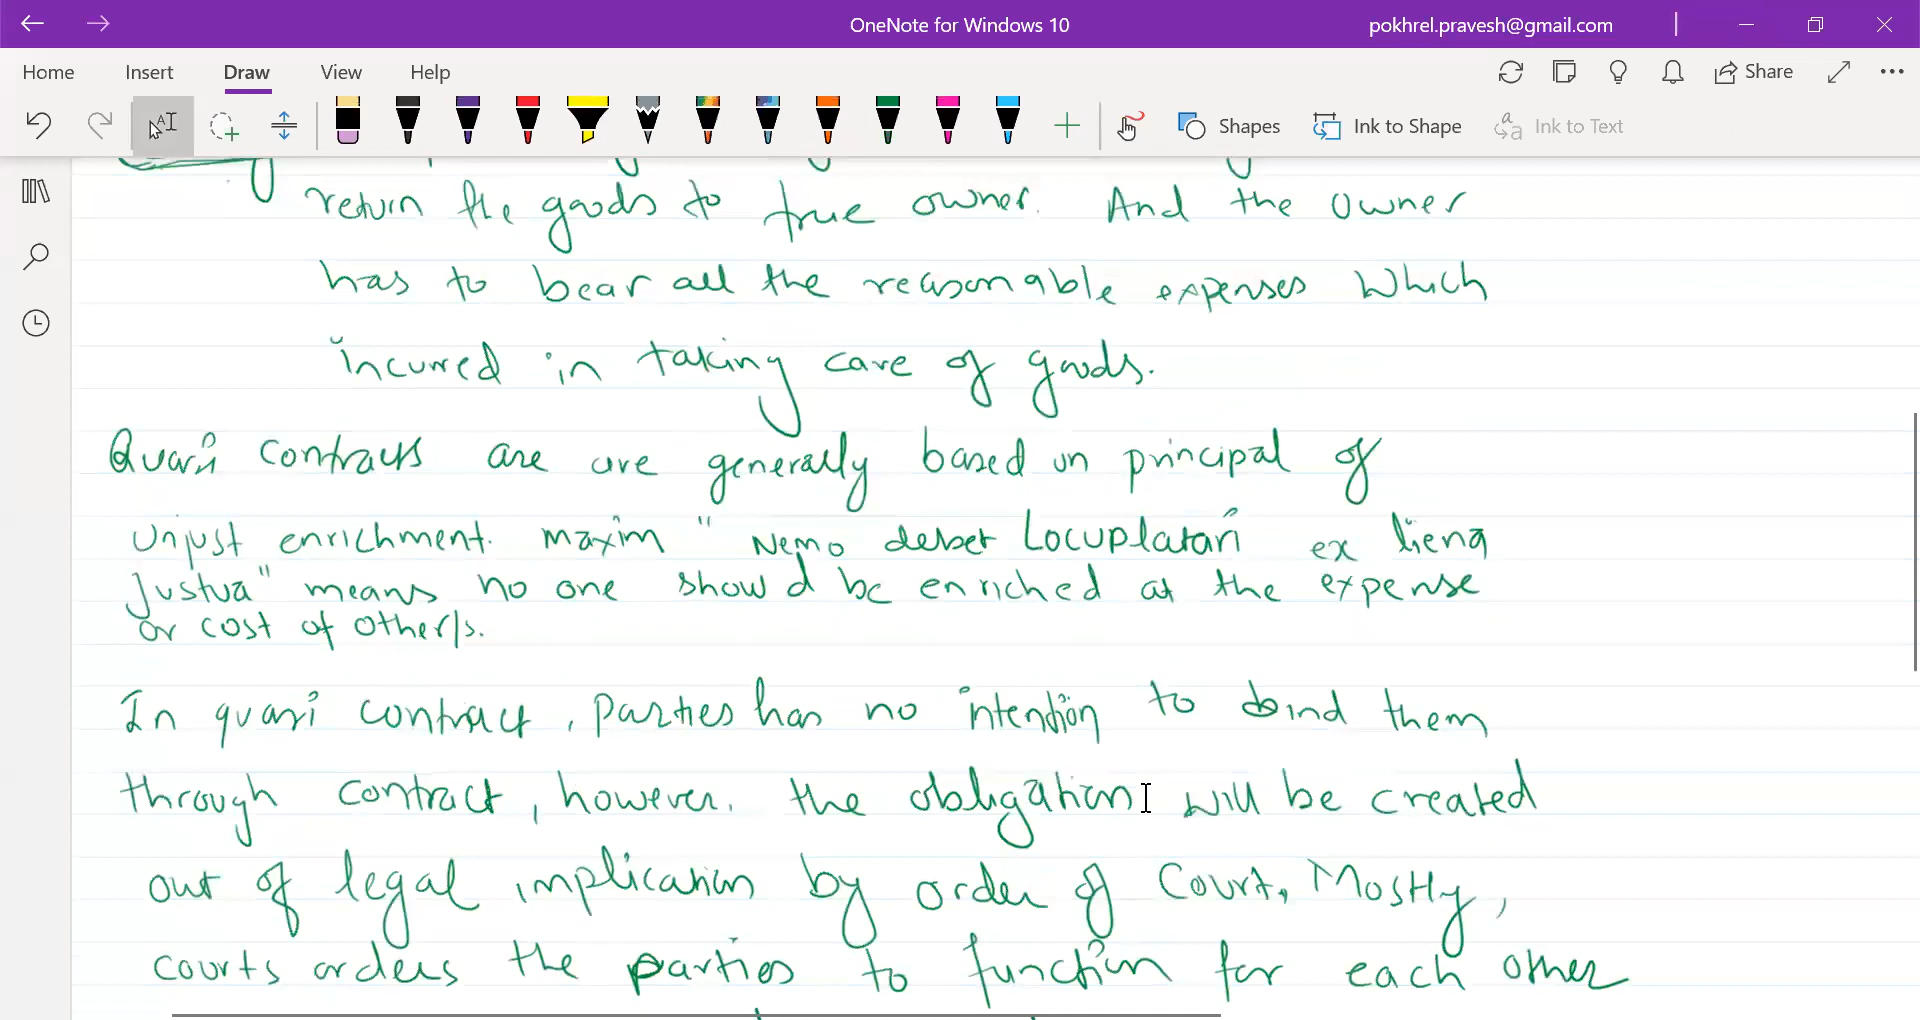 OneNote for Windows 10
pokhrel.pravesh@gmail.com
Home Insert Draw View Help
Share
Shapes Ink to Shape Ink to Text
return the goods to true owner. And the owner
has to bear all the reasonable expenses which
incurred in taking care of goods.
Quasi contracts are are generally based on principal of
Unjust enrichment. maxim "Nemo debet Locuplatari ex liena
Justua" means no one should be enriched at the expense
or cost of other/s.
In quasi contract, Parties has no intention to bind them
through contract, however. the obligation will be created
out of legal implication by order of Court. Mostly,
courts orders the parties to function for each other